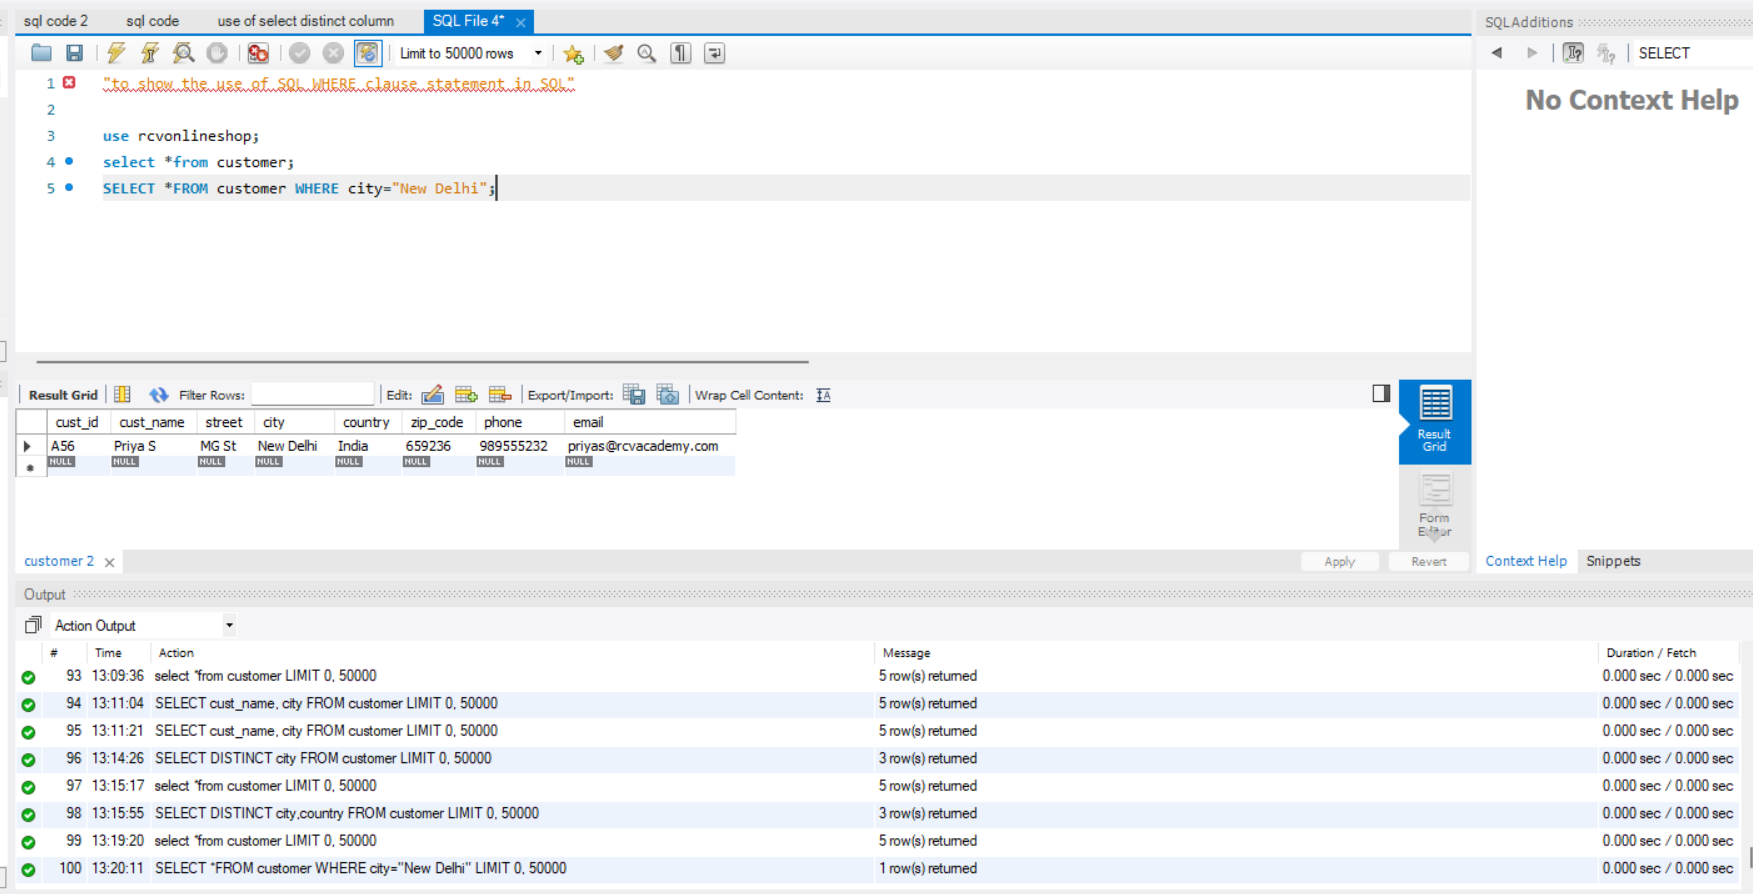 sql code 2 sql code use of select distinct column SQL File 4*
SQLAdditions
Limit to 50000 rows
SELECT
1 "to show the use of SQL WHERE clause statement in SQL"
No Context Help
2
3 use rcvonlineshop;
4 select *from customer;
5 SELECT *FROM customer WHERE city="New Delhi";
Result Grid Filter Rows: Edit: Export/Import: Wrap Cell Content:
Result
Grid
cust_id cust_name street city country zip_code phone email
A56 Priya S MG St New Delhi India 659236 989555232 priyas@rcvacademy.com
NULL NULL NULL NULL NULL NULL NULL NULL
Form
Editor
customer 2
Apply Revert
Context Help Snippets
Output
Action Output
# Time Action Message Duration / Fetch
93 13:09:36 select *from customer LIMIT 0, 50000 5 row(s) returned 0.000 sec / 0.000 sec
94 13:11:04 SELECT cust_name, city FROM customer LIMIT 0, 50000 5 row(s) returned 0.000 sec / 0.000 sec
95 13:11:21 SELECT cust_name, city FROM customer LIMIT 0, 50000 5 row(s) returned 0.000 sec / 0.000 sec
96 13:14:26 SELECT DISTINCT city FROM customer LIMIT 0, 50000 3 row(s) returned 0.000 sec / 0.000 sec
97 13:15:17 select *from customer LIMIT 0, 50000 5 row(s) returned 0.000 sec / 0.000 sec
98 13:15:55 SELECT DISTINCT city,country FROM customer LIMIT 0, 50000 3 row(s) returned 0.000 sec / 0.000 sec
99 13:19:20 select *from customer LIMIT 0, 50000 5 row(s) returned 0.000 sec / 0.000 sec
100 13:20:11 SELECT *FROM customer WHERE city="New Delhi" LIMIT 0, 50000 1 row(s) returned 0.000 sec / 0.000 sec